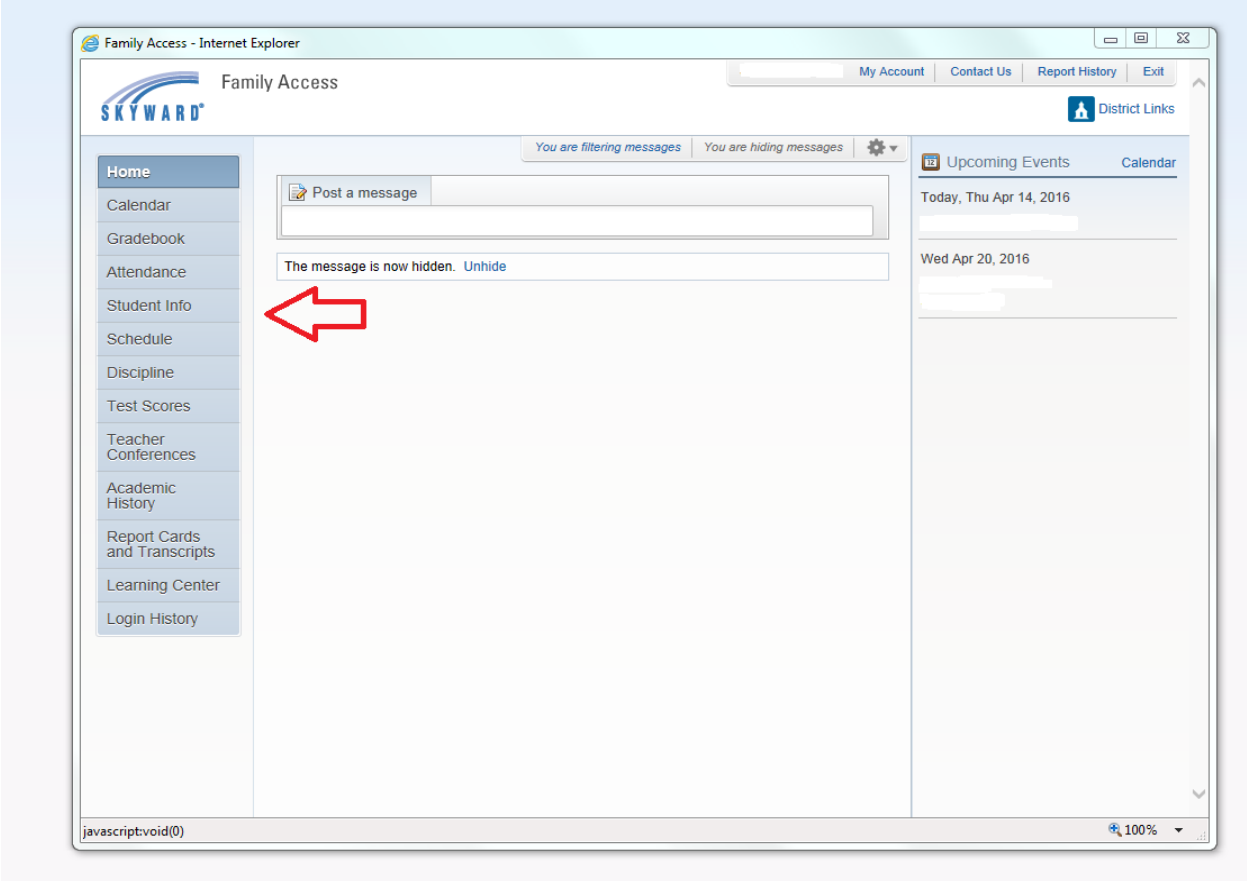 Family Access - Internet Explorer
SKYWARD®
Family Access
My Account Contact Us Report History Exit
District Links
You are filtering messages You are hiding messages
Home
Calendar
Gradebook
Attendance
Student Info
Schedule
Discipline
Test Scores
Teacher
Conferences
Academic
History
Report Cards
and Transcripts
Learning Center
Login History
Post a message
The message is now hidden. Unhide
12 Upcoming Events Calendar
Today, Thu Apr 14, 2016
Wed Apr 20, 2016
javascript:void(0)
100%